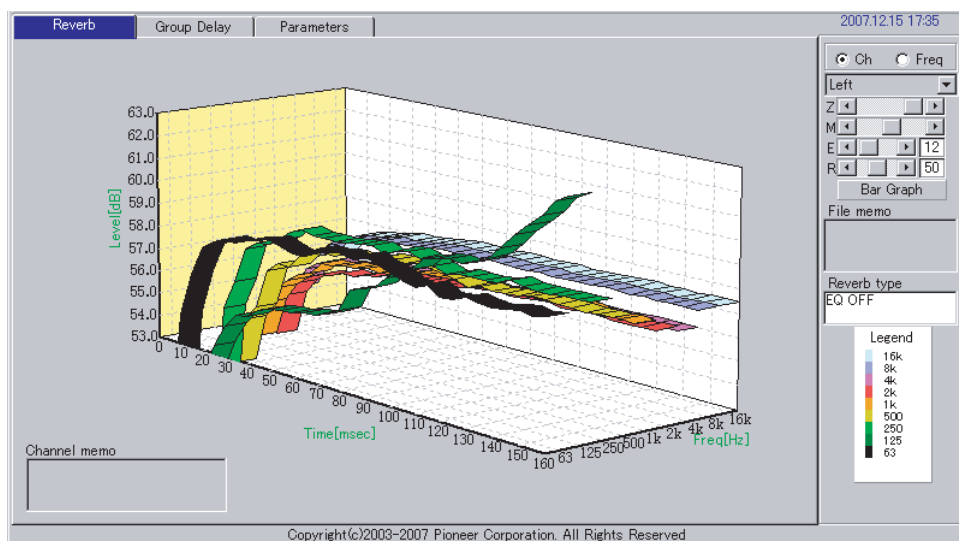 Reverb
Group Delay
Parameters
2007.12.15 17:35
Ch
Freq
Left
Z
M
E 12
R 50
Bar Graph
File memo
Reverb type
EQ OFF
Legend
16k
8k
4k
2k
1k
500
250
125
63
Level[dB]
63.0
62.0
61.0
60.0
59.0
58.0
57.0
56.0
55.0
54.0
53.0
0 10 20 30 40 50 60 70 80 90 100 110 120 130 140 150 160
Time[msec]
63 125 250 500 1k 2k 4k 8k 16k
Freq[Hz]
Channel memo
Copyright(c)2003-2007 Pioneer Corporation. All Rights Reserved